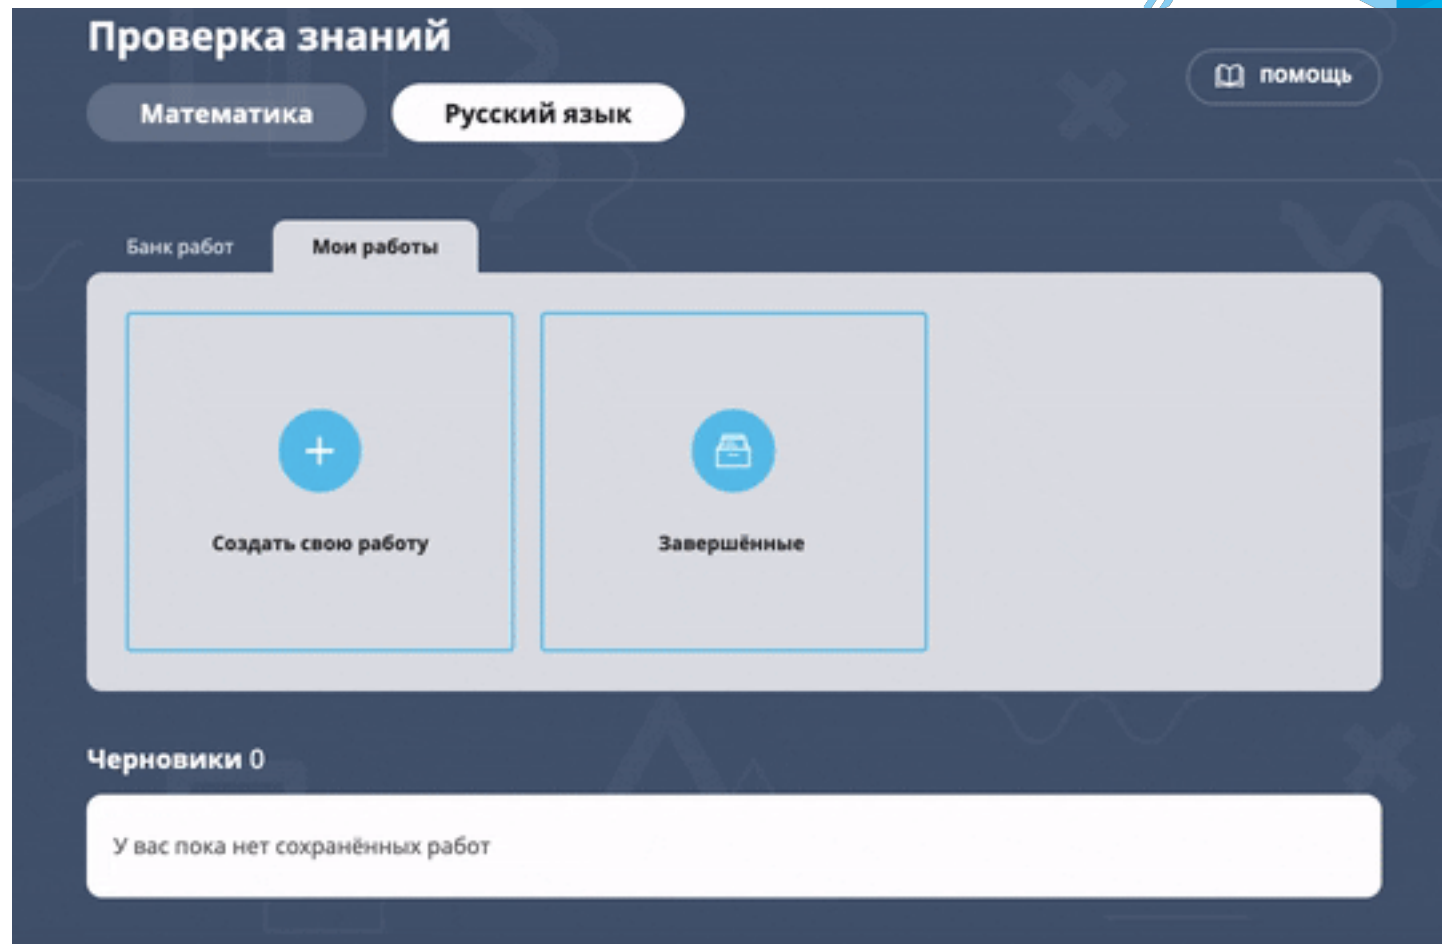 Проверка знаний
помощь
Математика
Русский язык
Банк работ
Мои работы
Создать свою работу
Завершённые
Черновики 0
У вас пока нет сохранённых работ